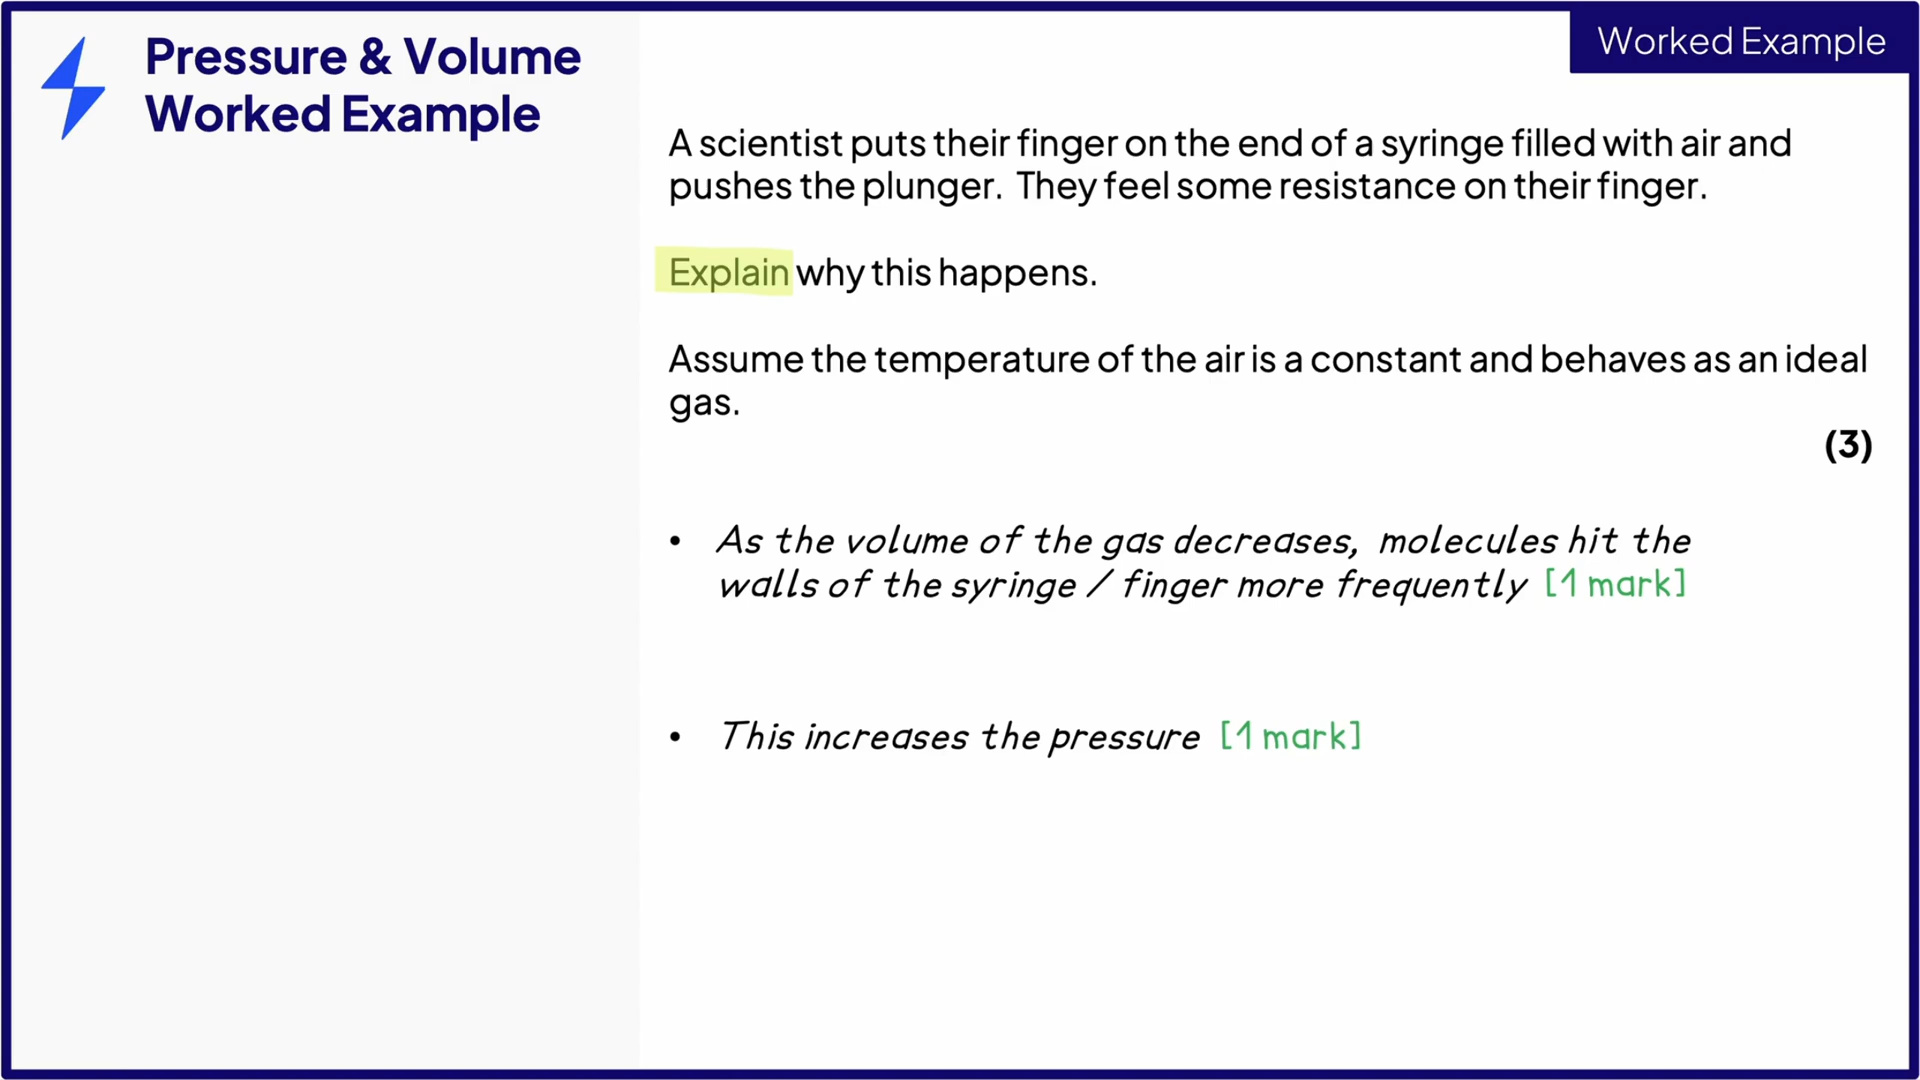 Pressure & Volume
Worked Example
Worked Example
A scientist puts their finger on the end of a syringe filled with air and
pushes the plunger. They feel some resistance on their finger.
Explain why this happens.
Assume the temperature of the air is a constant and behaves as an ideal
gas.
(3)
• As the volume of the gas decreases, molecules hit the
walls of the syringe / finger more frequently [1 mark]
• This increases the pressure [1 mark]